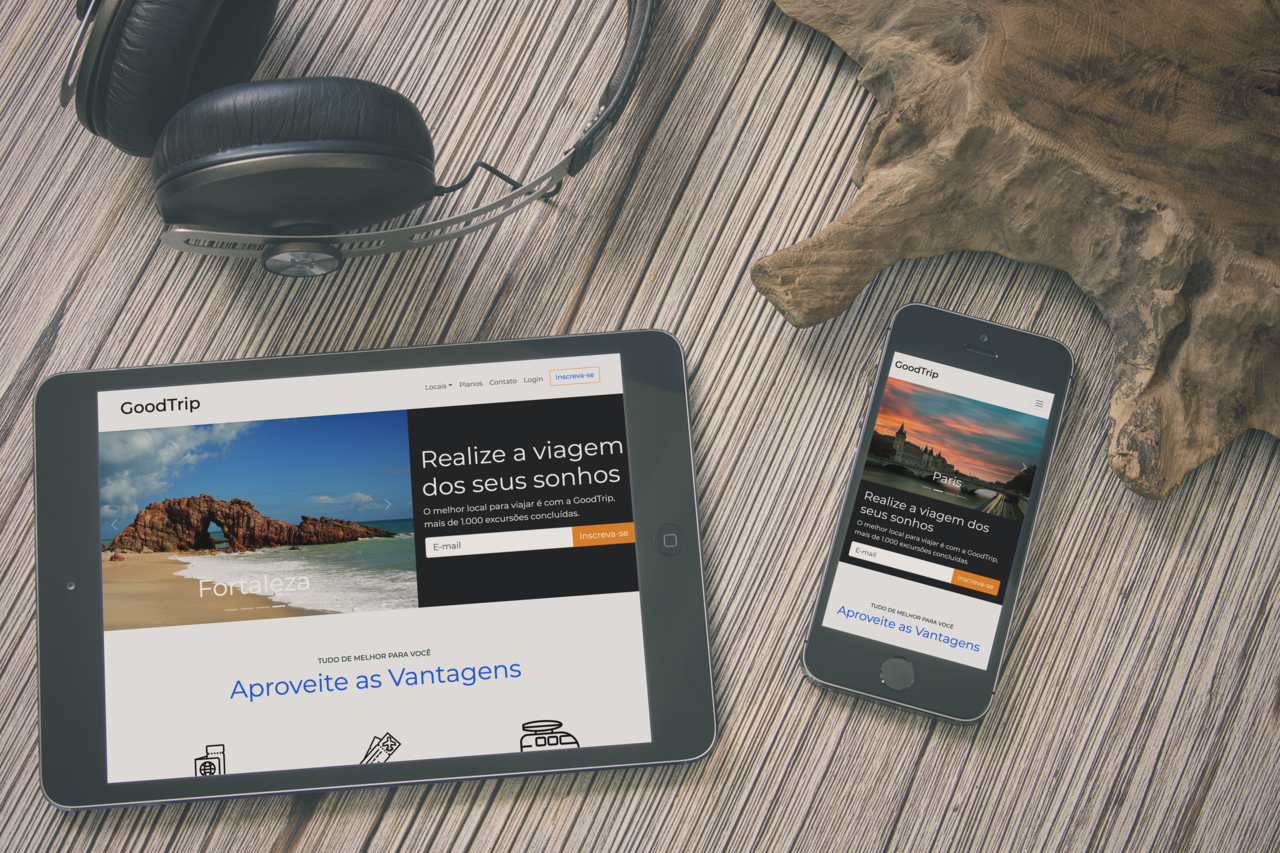 GoodTrip
Locais Planos Contato Login Inscreva-se
Realize a viagem
dos seus sonhos
O melhor local para viajar é com a GoodTrip,
mais de 1.000 excursões concluídas.
E-mail Inscreva-se
Fortaleza
TUDO DE MELHOR PARA VOCÊ
Aproveite as Vantagens
GoodTrip
Paris
Realize a viagem dos
seus sonhos
O melhor local para viajar é com a GoodTrip,
mais de 1.000 excursões concluídas.
E-mail Inscreva-se
TUDO DE MELHOR PARA VOCÊ
Aproveite as Vantagens